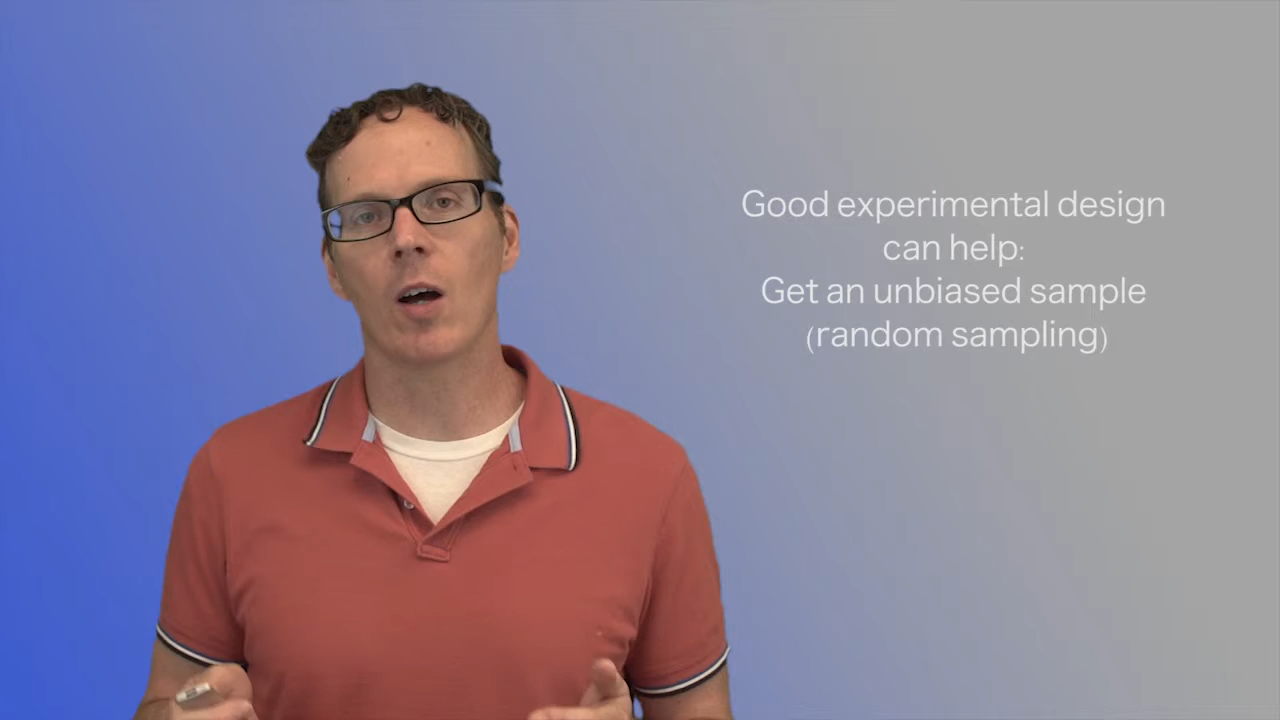 Good experimental design
can help:
Get an unbiased sample
(random sampling)